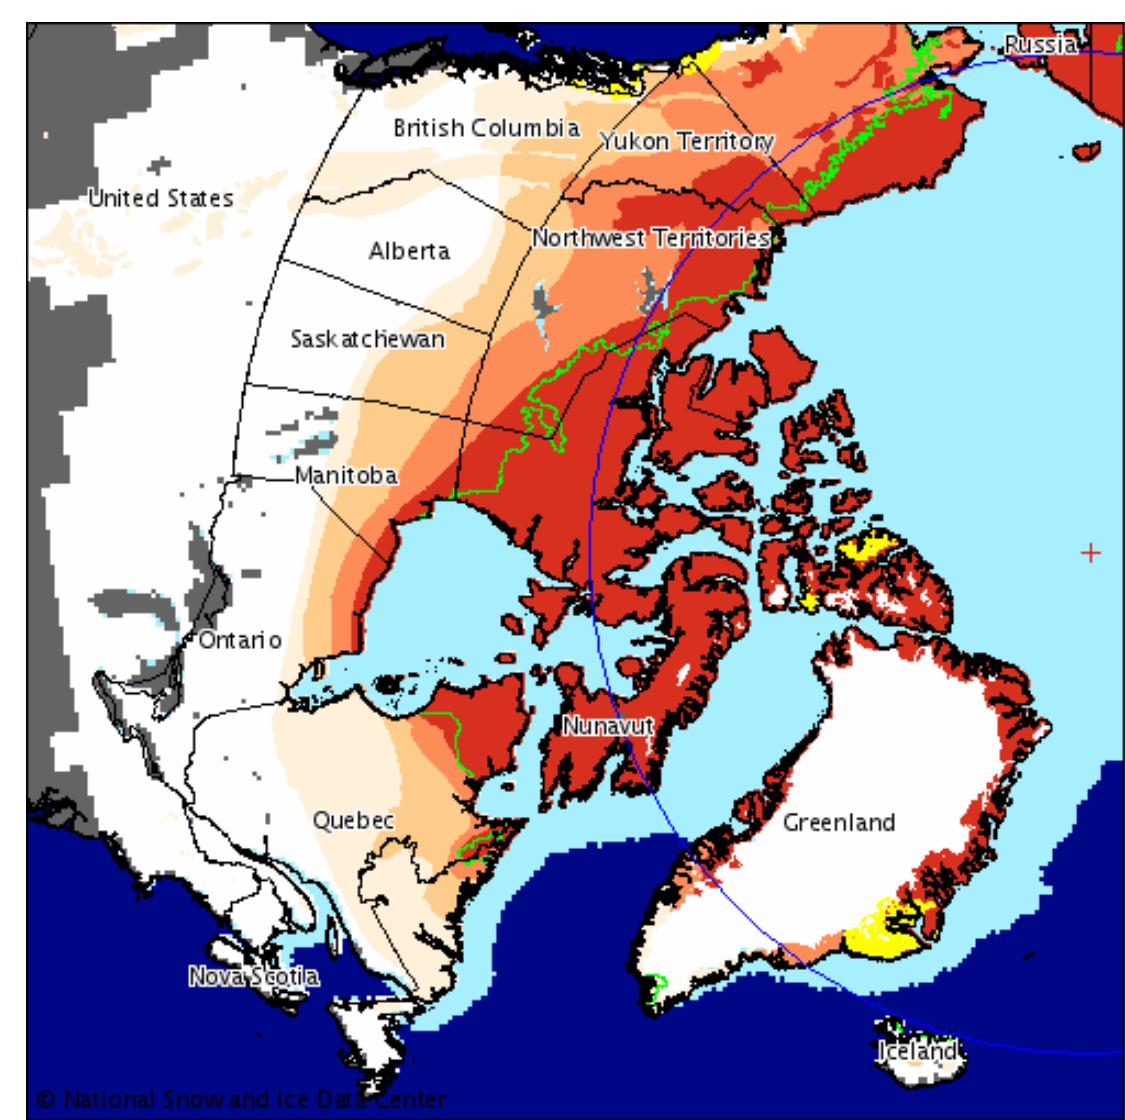 Russia
British Columbia
Yukon Territory
United States
Northwest Territories
Alberta
Saskatchewan
Manitoba
Ontario
Nunavut
Quebec
Greenland
Nova Scotia
Iceland
© National Snow and Ice Data Center